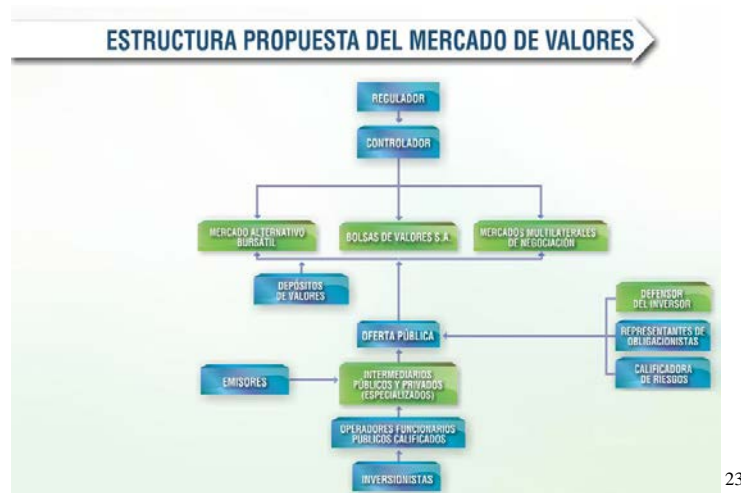 ESTRUCTURA PROPUESTA DEL MERCADO DE VALORES
REGULADOR
CONTROLADOR
MERCADO ALTERNATIVO
BURSÁTIL
BOLSAS DE VALORES S.A.
MERCADOS MULTILATERALES
DE NEGOCIACIÓN
DEPÓSITOS
DE VALORES
DEFENSOR
DEL INVERSOR
OFERTA PÚBLICA
REPRESENTANTES DE
OBLIGACIONISTAS
CALIFICADORA
DE RIESGOS
EMISORES
INTERMEDIARIOS
PÚBLICOS Y PRIVADOS
(ESPECIALIZADOS)
OPERADORES FUNCIONARIOS
PÚBLICOS CALIFICADOS
INVERSIONISTAS
23